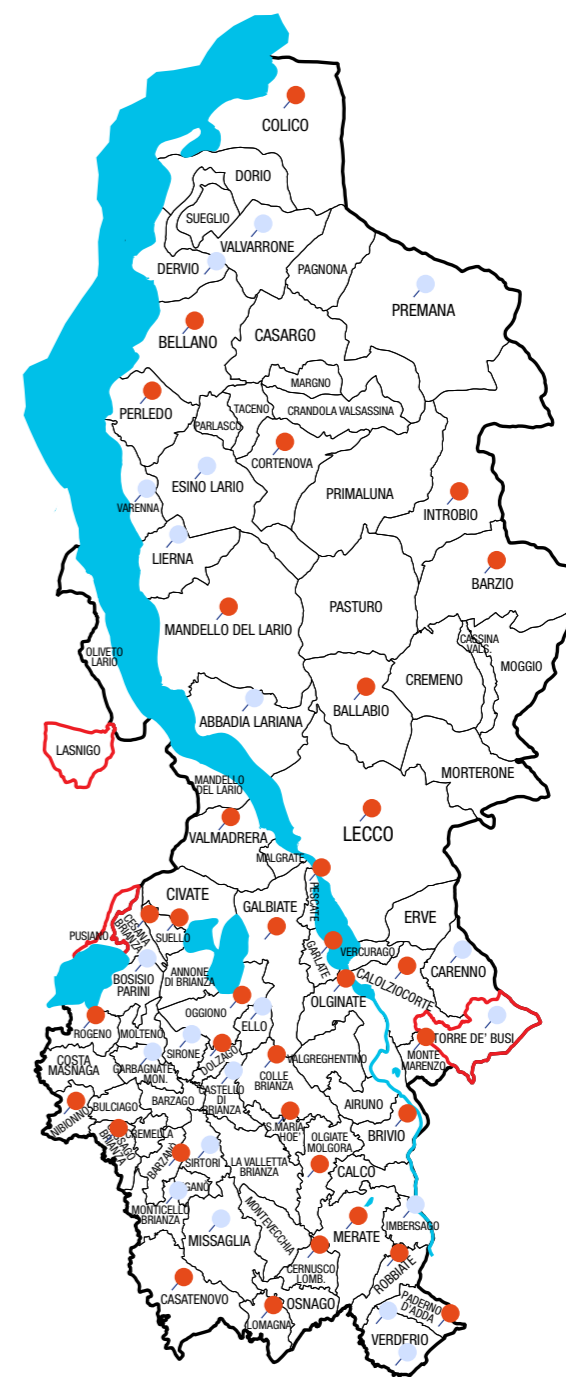 COLICO
DORIO
SUEGLIO
VALVARRONE
DERVIO
PAGNONA
PREMANA
BELLANO
CASARGO
MARGNO
PERLEDO
TACENO
CRANDOLA VALSASSINA
PARLASCO
CORTENOVA
ESINO LARIO
PRIMALUNA
VARENNA
INTROBIO
LIERNA
BARZIO
PASTURO
MANDELLO DEL LARIO
CASSINA
VALS.
OLIVETO
LARIO
MOGGIO
CREMENO
BALLABIO
ABBADIA LARIANA
LASNIGO
MORTERONE
MANDELLO
DEL LARIO
VALMADRERA
LECCO
MALGRATE
PESCATE
CIVATE
GALBIATE
ERVE
CESANA
BRIANZA
PUSIANO
SUELLO
GARLATE
VERCURAGO
CARENNO
BOSISIO
PARINI
ANNONE
DI BRIANZA
CALOLZIOCORTE
OLGINATE
OGGIONO
ELLO
ROGENO
MOLTENO
SIRONE
DOLZAGO
TORRE DE' BUSI
MONTE
MARENZO
COSTA
MASNAGA
GARBAGNATE
MON.
COLLE
BRIANZA
VALGREGHENTINO
CASTELLO
DI
BRIANZA
BARZAGO
NIBIONNO
BULCIAGO
AIRUNO
BRIVIO
CREMELLA
BRIANZA
S.MARIA
HOE'
OLGIATE
MOLGORA
BARZANO
SIRTORI
LA VALLETTA
BRIANZA
CALCO
MONTICELLO
BRIANZA
MONTEVECCHIA
IMBERSAGO
MISSAGLIA
MERATE
CERNUSCO
LOMB.
ROBBIATE
CASATENOVO
OSNAGO
LOMAGNA
PADERNO
D'ADDA
VERDERIO